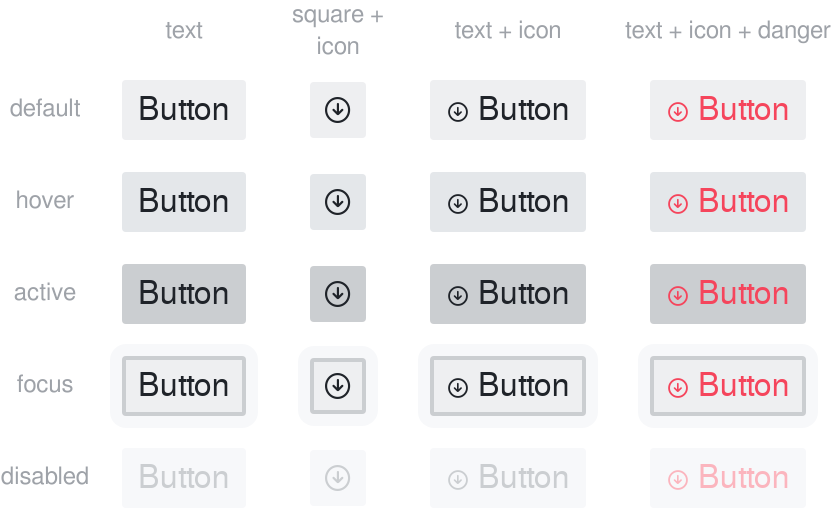 text
square +
icon
text + icon
text + icon + danger
default
Button
Button
Button
hover
Button
Button
Button
active
Button
Button
Button
focus
Button
Button
Button
disabled
Button
Button
Button